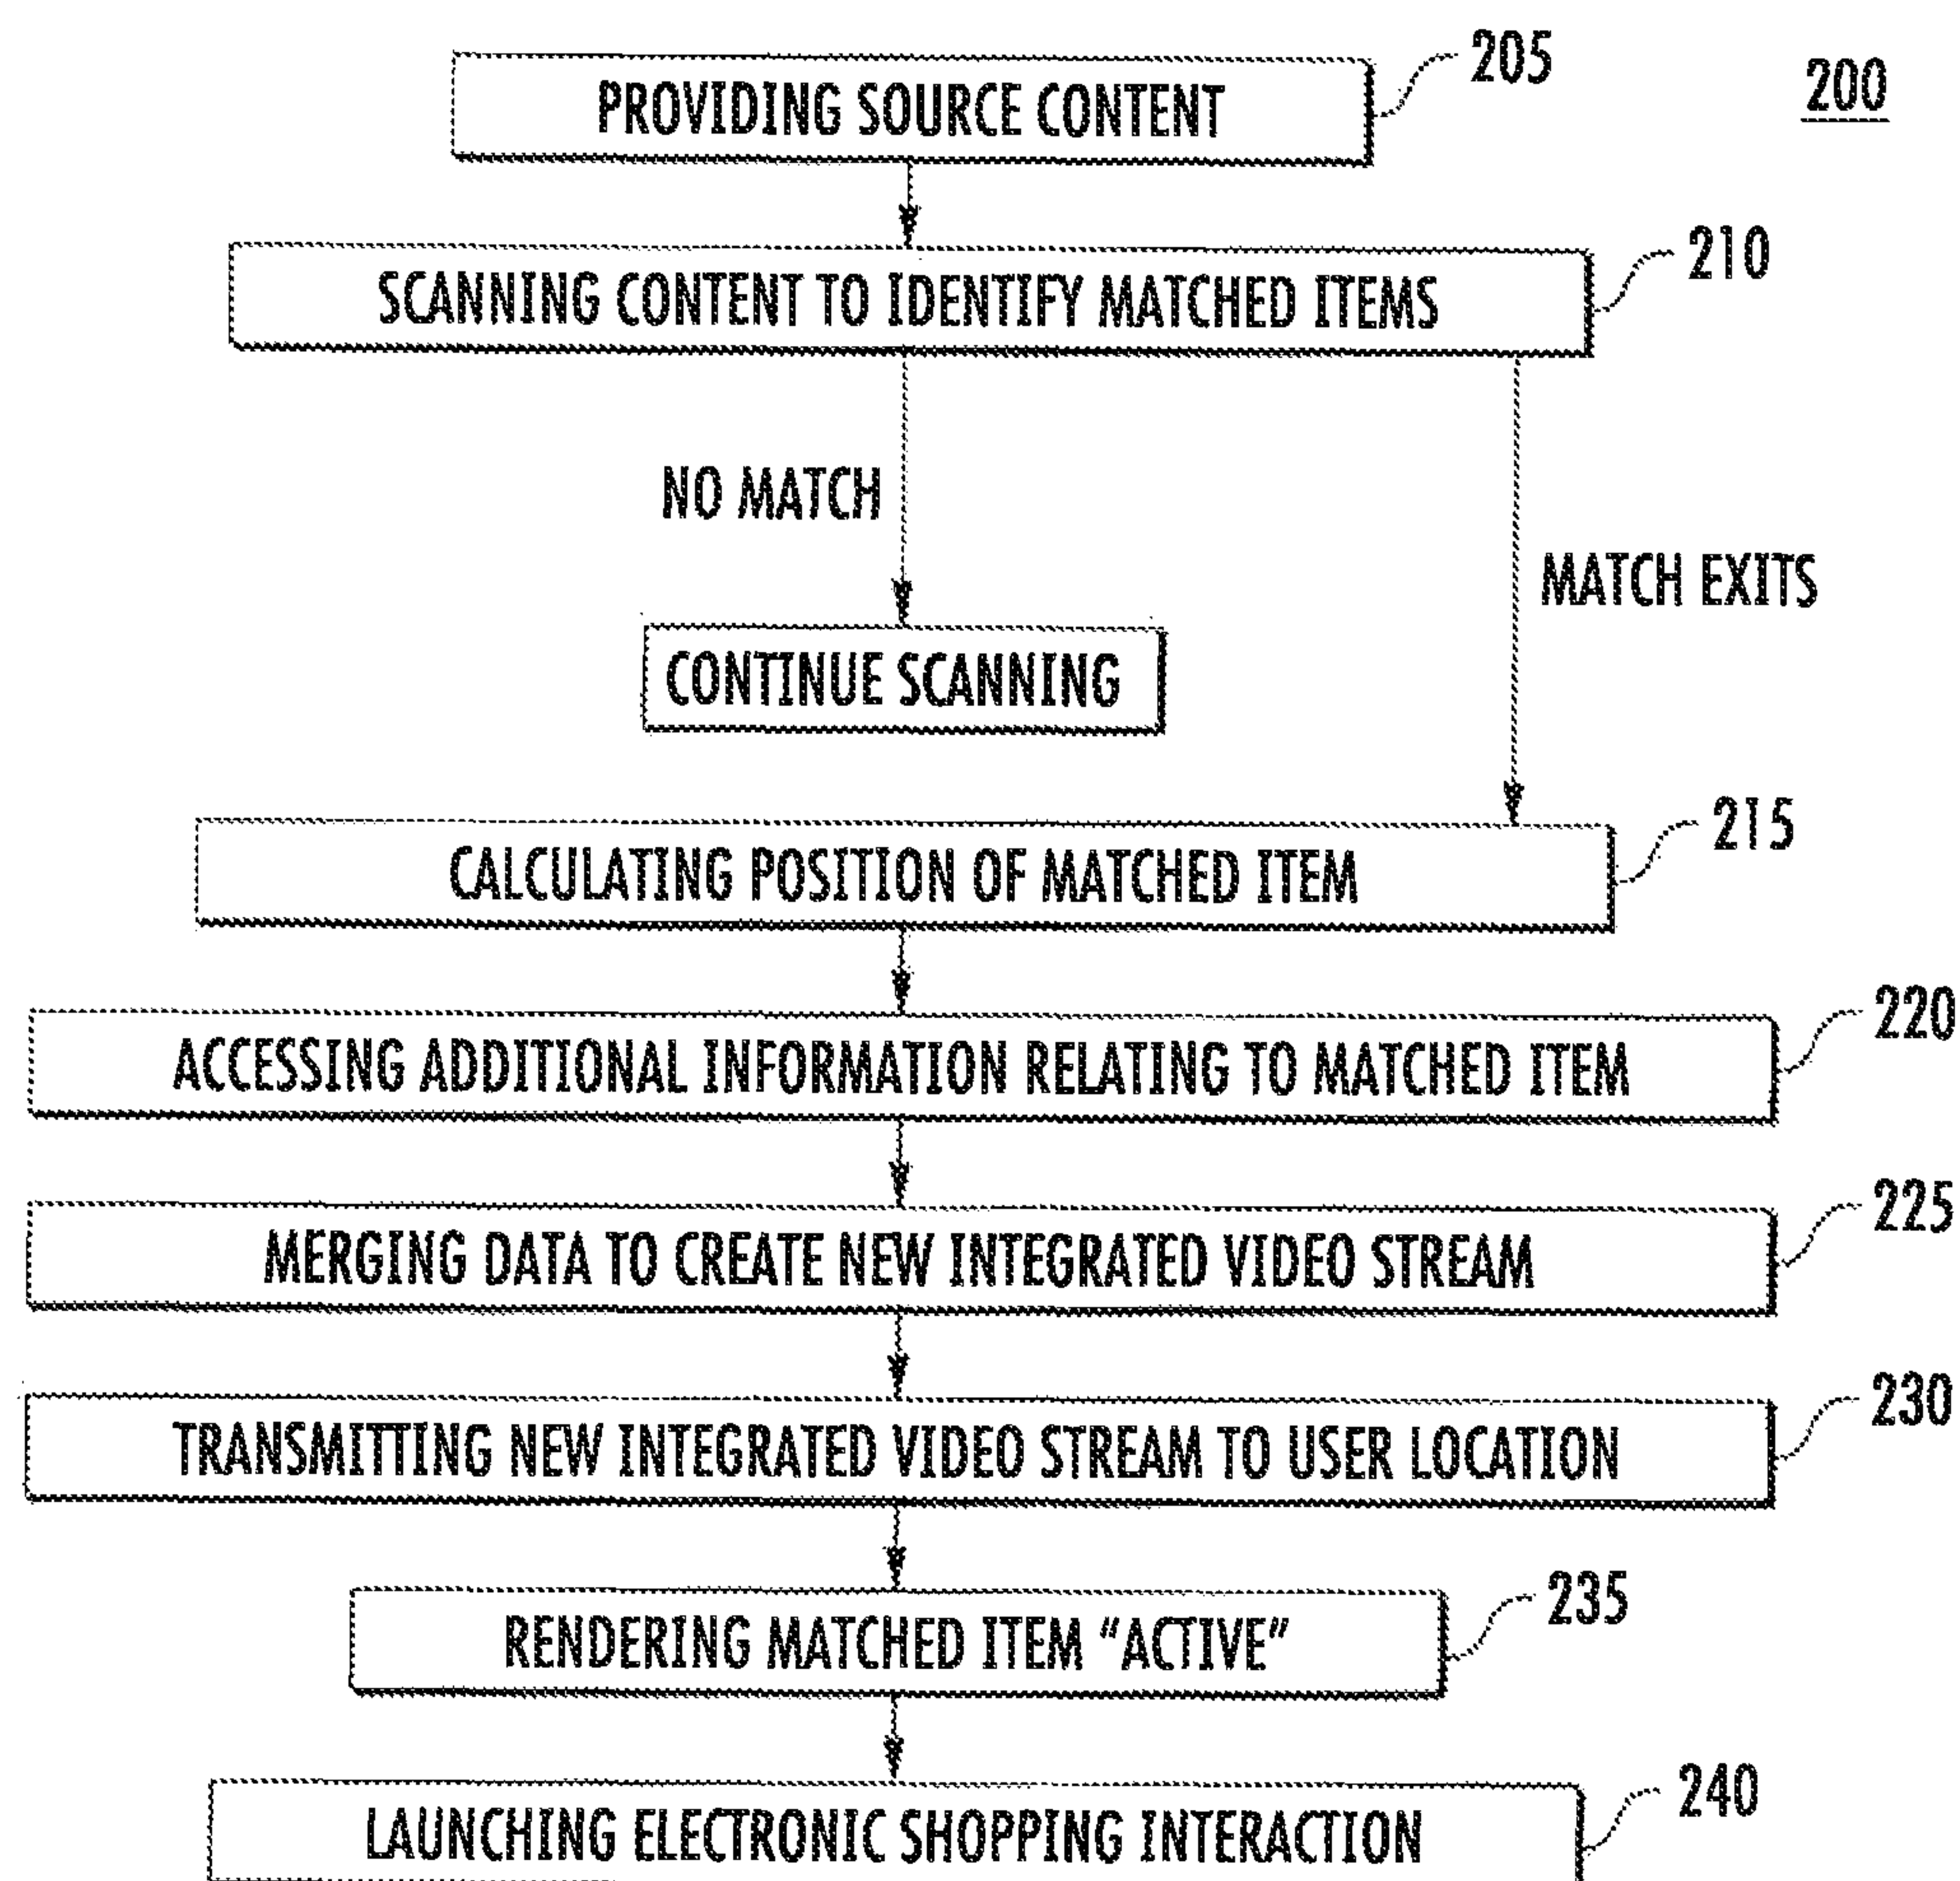 205
200
PROVIDING SOURCE CONTENT
210
SCANNING CONTENT TO IDENTIFY MATCHED ITEMS
NO MATCH
MATCH EXITS
CONTINUE SCANNING
215
CALCULATING POSITION OF MATCHED ITEM
220
ACCESSING ADDITIONAL INFORMATION RELATING TO MATCHED ITEM
225
MERGING DATA TO CREATE NEW INTEGRATED VIDEO STREAM
230
TRANSMITTING NEW INTEGRATED VIDEO STREAM TO USER LOCATION
235
RENDERING MATCHED ITEM "ACTIVE"
240
LAUNCHING ELECTRONIC SHOPPING INTERACTION